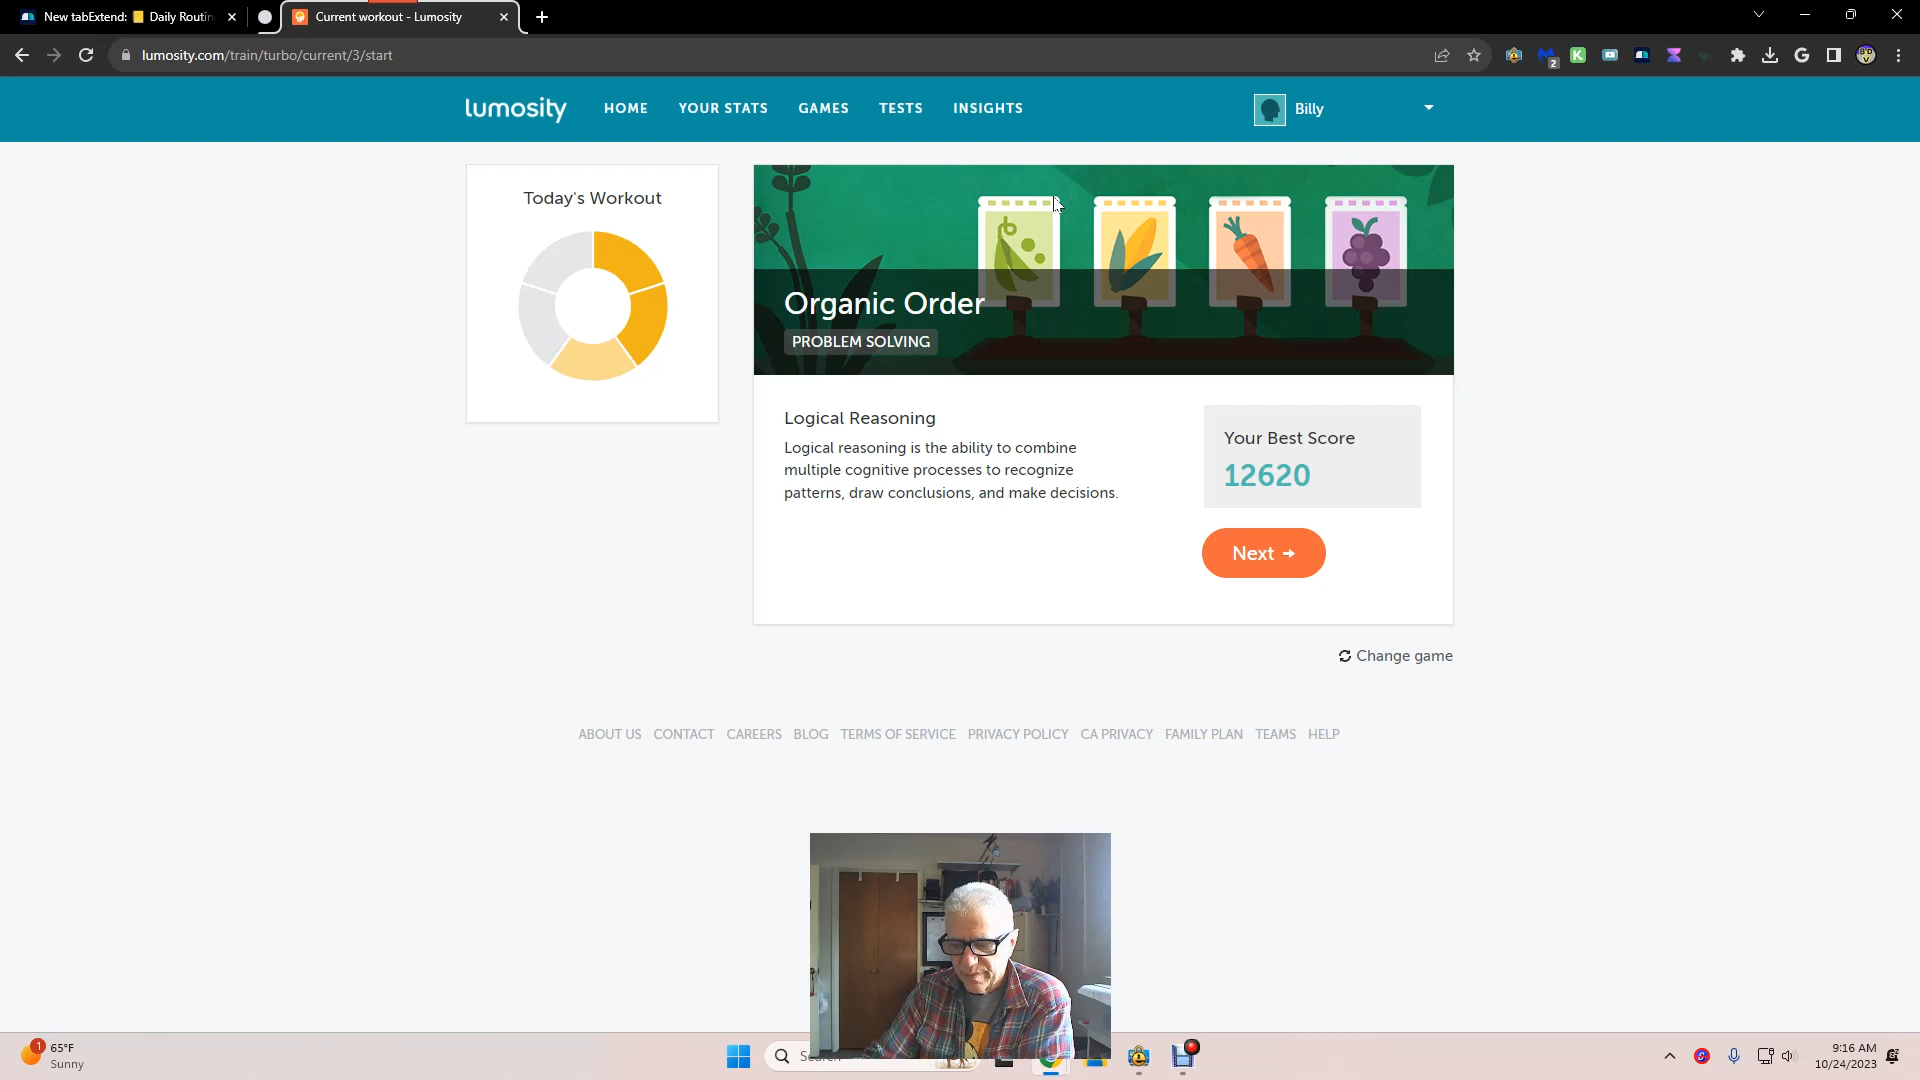 New tabExtend: Daily Routin
Current workout - Lumosity
lumosity.com/train/turbo/current/3/start
2
lumosity
HOME
YOUR STATS
GAMES
TESTS
INSIGHTS
Billy
Today's Workout
Organic Order
PROBLEM SOLVING
Logical Reasoning
Logical reasoning is the ability to combine
multiple cognitive processes to recognize
patterns, draw conclusions, and make decisions.
Your Best Score
12620
Next →
Change game
ABOUT US CONTACT CAREERS BLOG TERMS OF SERVICE PRIVACY POLICY CA PRIVACY FAMILY PLAN TEAMS HELP
1
65°F
Sunny
9:16 AM
10/24/2023